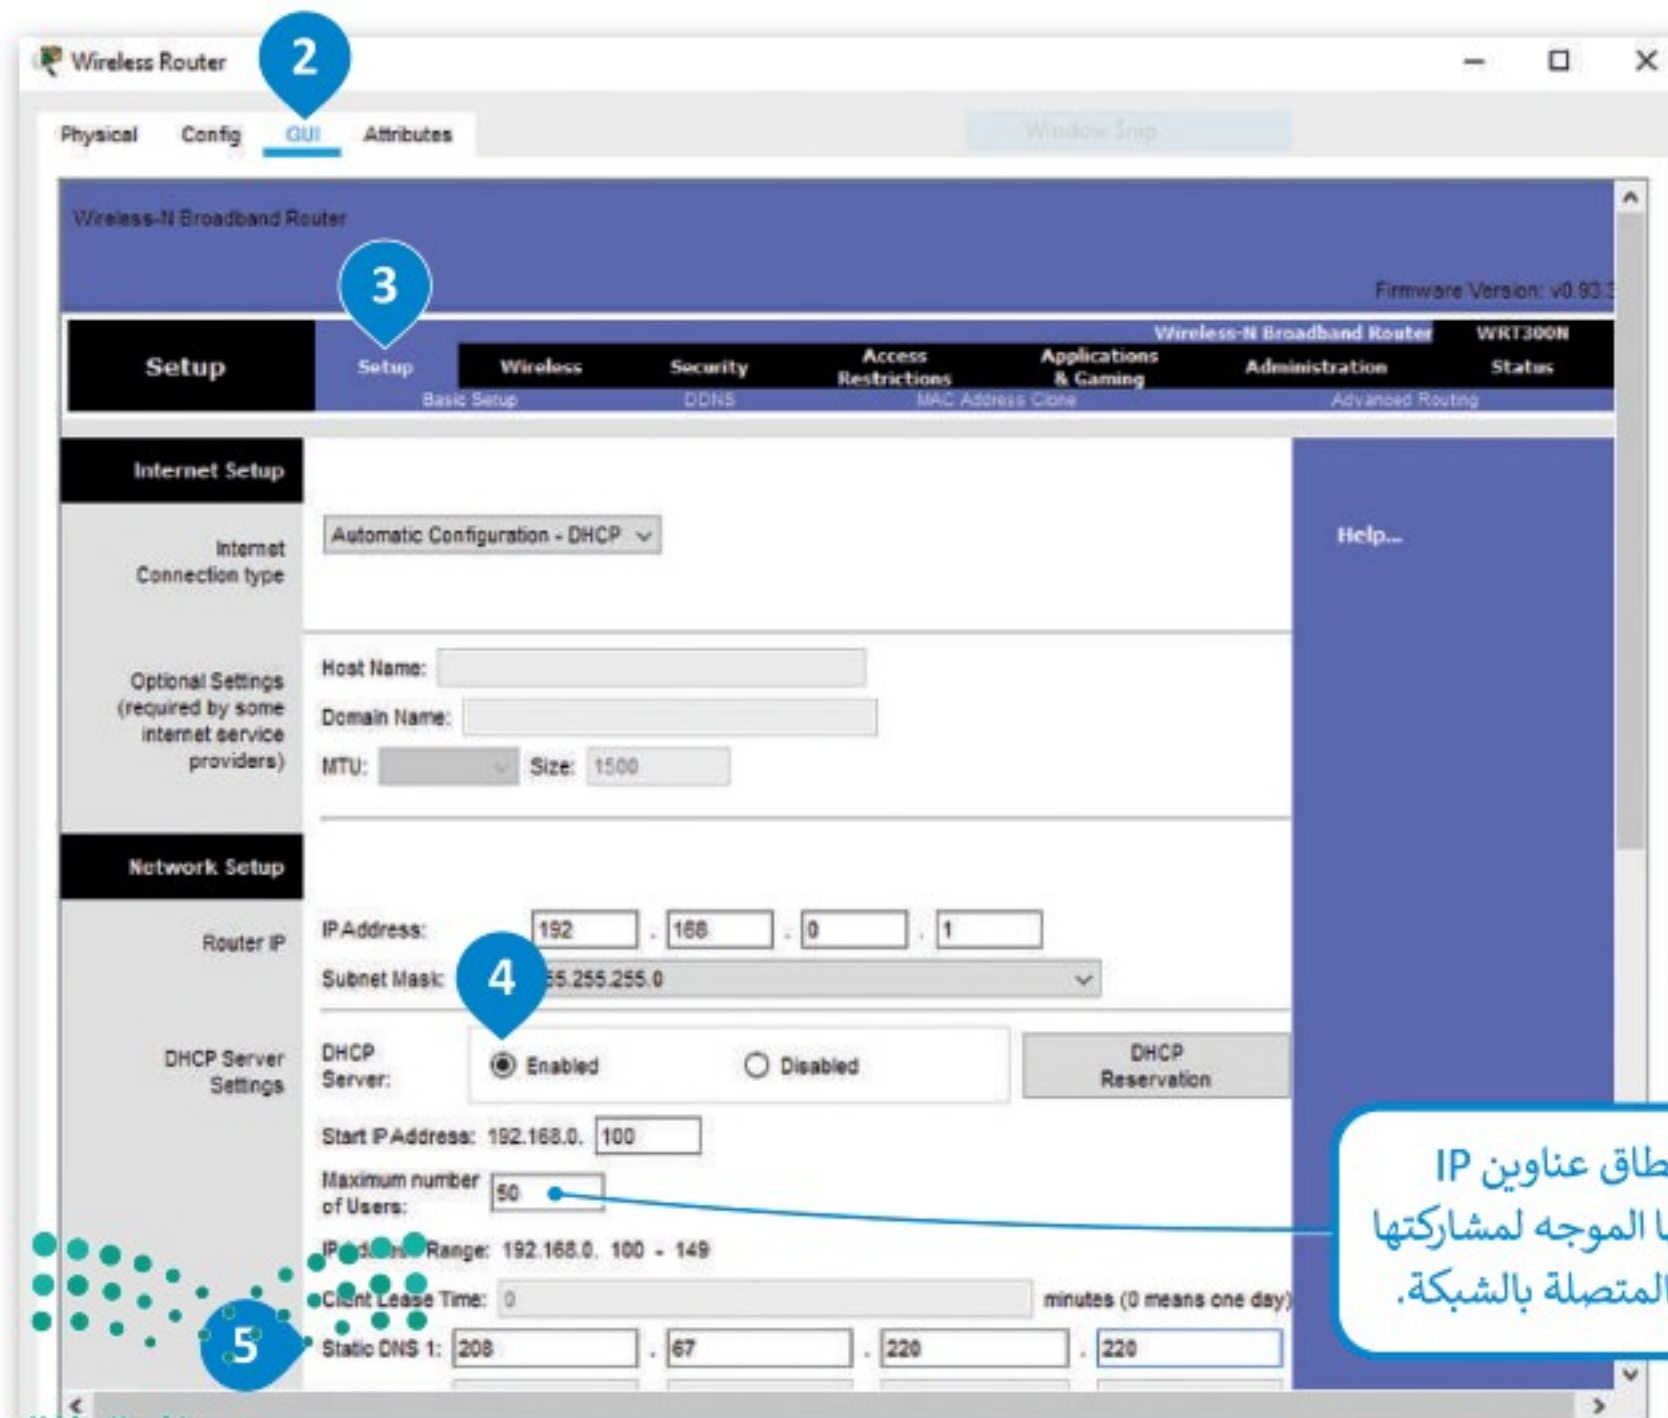 Wireless Router
2
Physical Config GUI Attributes
Window Snip
Wireless-N Broadband Router
3
Firmware Version: v0.93.3
Wireless-N Broadband Router WRT300N
Setup
Setup Wireless Security Access Restrictions Applications & Gaming Administration Status
Basic Setup DDNS MAC Address Clone Advanced Routing
Internet Setup
Internet
Connection type
Automatic Configuration - DHCP
Help...
Optional Settings
(required by some
internet service
providers)
Host Name:
Domain Name:
MTU: Size: 1500
Network Setup
Router IP
IP Address: 192 . 168 . 0 . 1
Subnet Mask: 55.255.255.0
4
DHCP Server
Settings
DHCP
Server:
Enabled Disabled
DHCP
Reservation
Start IP Address: 192.168.0. 100
Maximum number
of Users:
50
Range: 192.168.0. 100 - 149
Client Lease Time: 0 minutes (0 means one day)
5
Static DNS 1: 208 . 67 . 220 . 220
عناوين IP
الموجه لمشاركتها
المتصلة بالشبكة.